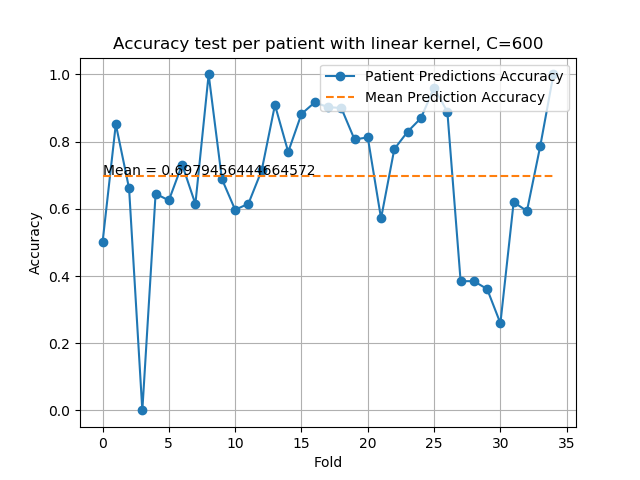 Accuracy test per patient with linear kernel, C=600
Patient Predictions Accuracy
Mean Prediction Accuracy
Mean = 0.6979456444664572
1.0
0.8
0.6
0.4
0.2
0.0
Accuracy
0 5 10 15 20 25 30 35
Fold